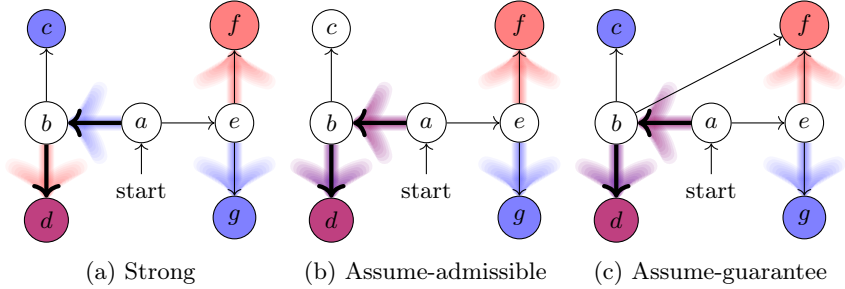 c f c f c f
b a e b a e b a e
start start start
d g d g d g
(a) Strong (b) Assume-admissible (c) Assume-guarantee